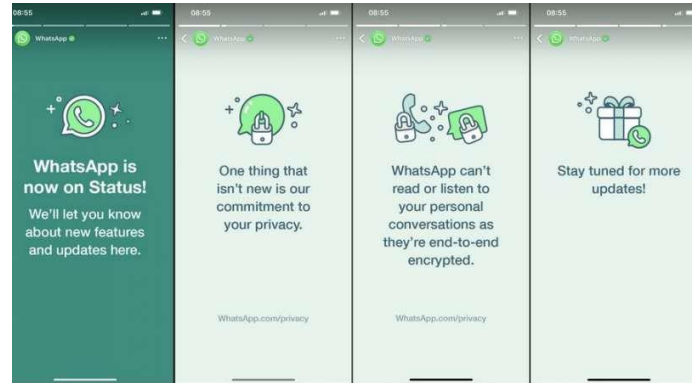 08:55
WhatsApp
WhatsApp is
now on Status!
We'll let you know
about new features
and updates here.
08:55
WhatsApp
One thing that
isn't new is our
commitment to
your privacy.
WhatsApp.com/privacy
08:55
WhatsApp
WhatsApp can't
read or listen to
your personal
conversations as
they're end-to-end
encrypted.
WhatsApp.com/privacy
08:55
WhatsApp
Stay tuned for more
updates!